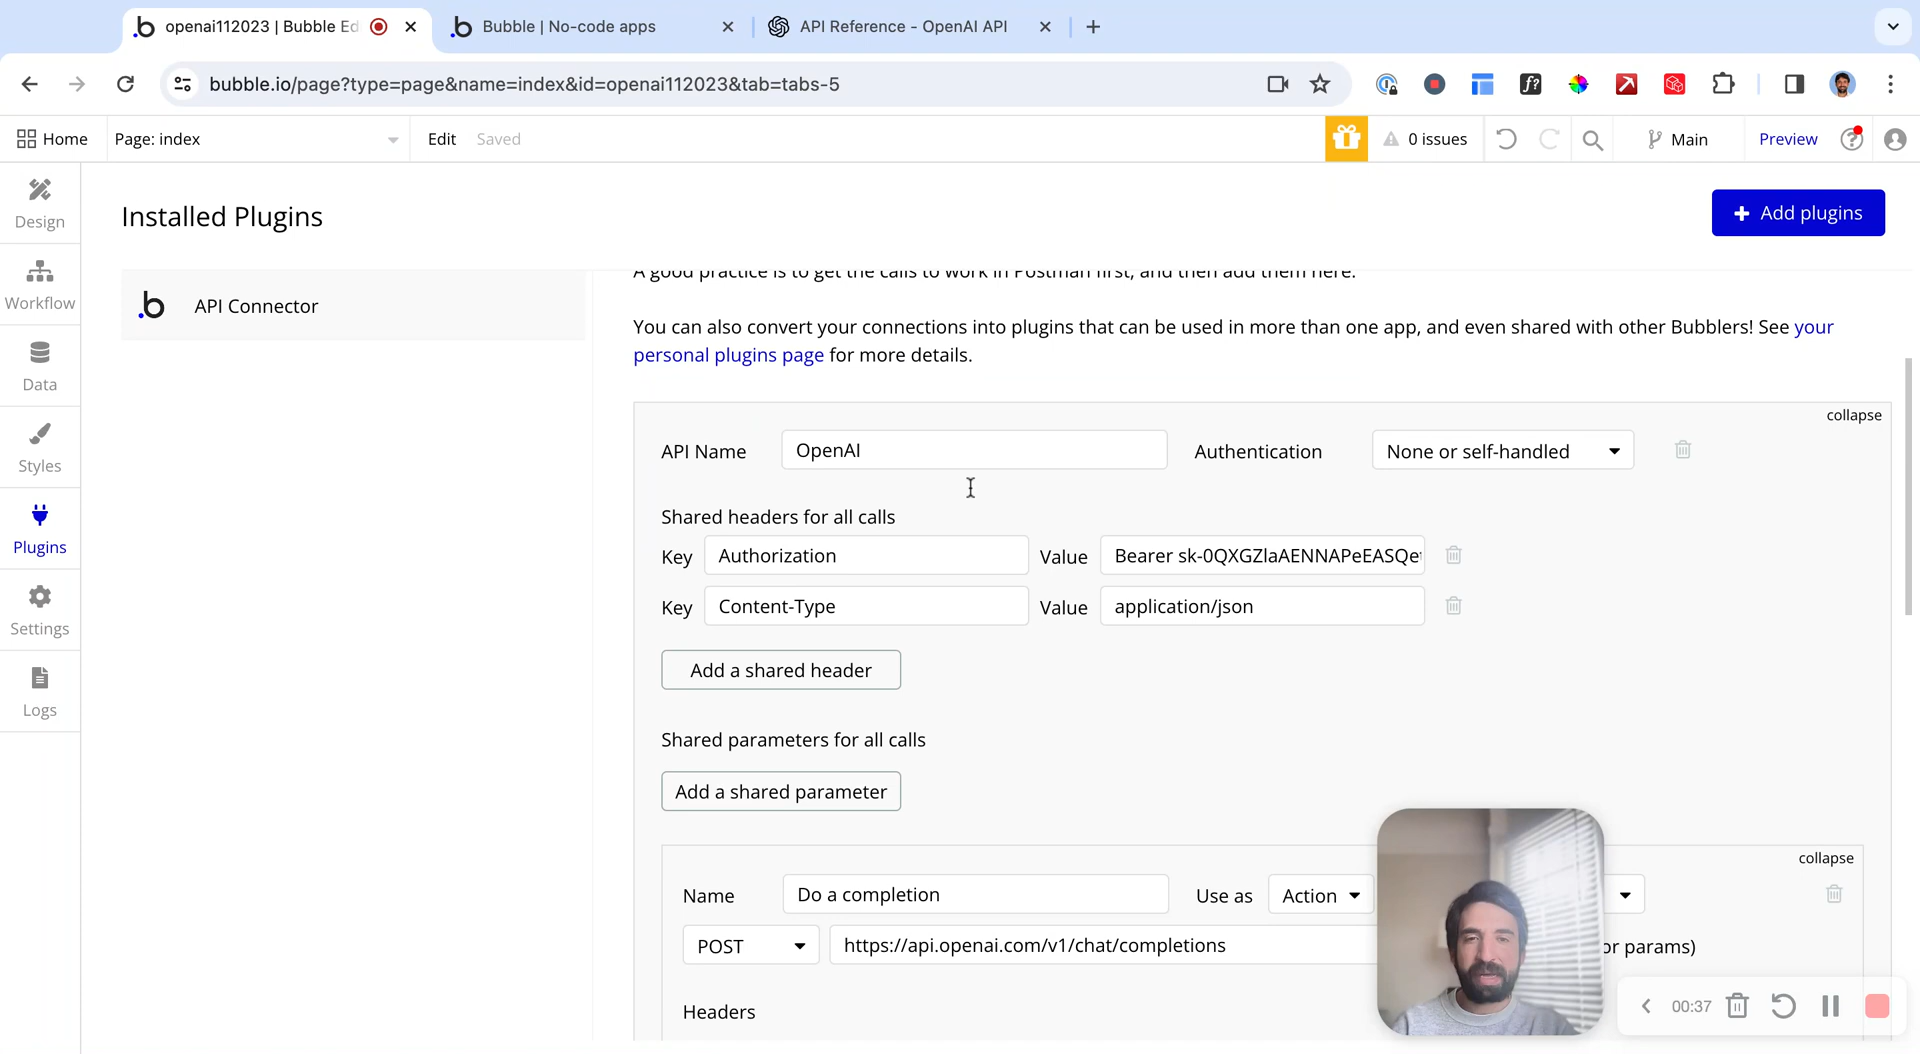 openai112023 | Bubble Ed
Bubble | No-code apps
API Reference - OpenAI API
bubble.io/page?type=page&name=index&id=openai112023&tab=tabs-5
Home
Page: index
Edit
Saved
0 issues
Main
Preview
Design
Workflow
Data
Styles
Plugins
Settings
Logs
Installed Plugins
+ Add plugins
API Connector
A good practice is to get the calls to work in Postman first, and then add them here.
You can also convert your connections into plugins that can be used in more than one app, and even shared with other Bubblers! See your
personal plugins page for more details.
collapse
API Name OpenAI Authentication None or self-handled
Shared headers for all calls
Key Authorization Value Bearer sk-0QXGZlaAENNAPeEASQe
Key Content-Type Value application/json
Add a shared header
Shared parameters for all calls
Add a shared parameter
collapse
Name Do a completion Use as Action
POST https://api.openai.com/v1/chat/completions or params)
Headers
00:37